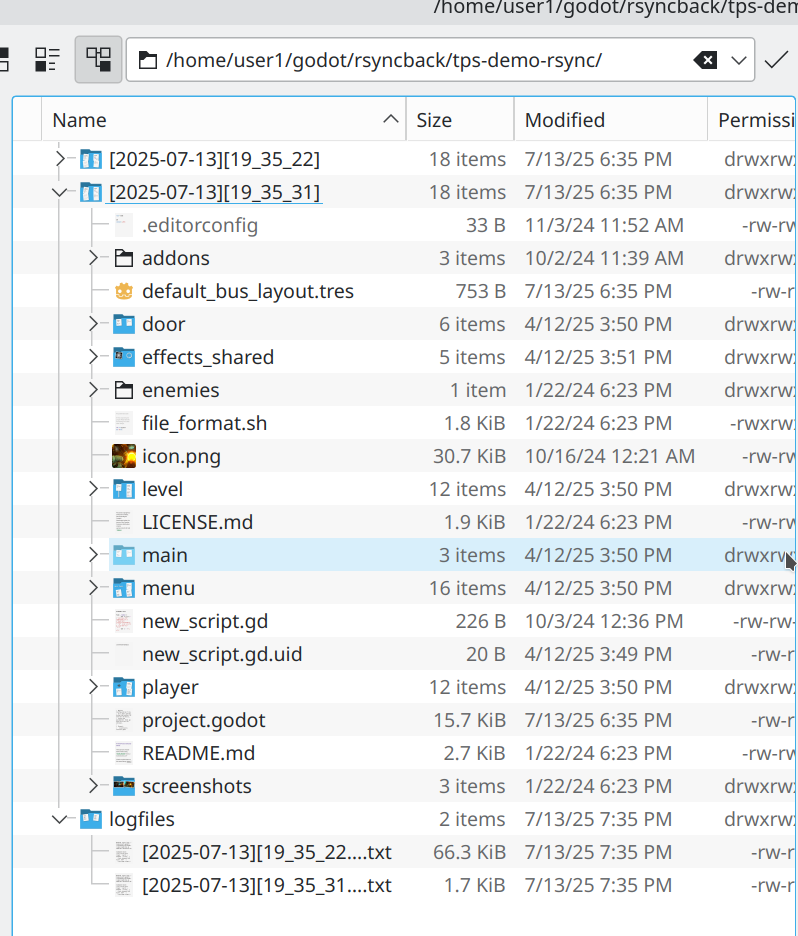 /home/user1/godot/rsyncback/tps-dem
/home/user1/godot/rsyncback/tps-demo-rsync/
Name Size Modified Permissi
[2025-07-13][19_35_22] 18 items 7/13/25 6:35 PM drwxrw
[2025-07-13][19_35_31] 18 items 7/13/25 6:35 PM drwxrw
.editorconfig 33 B 11/3/24 11:52 AM -rw-rw
addons 3 items 10/2/24 11:39 AM drwxrw
default_bus_layout.tres 753 B 7/13/25 6:35 PM -rw-r
door 6 items 4/12/25 3:50 PM drwxrw
effects_shared 5 items 4/12/25 3:51 PM drwxrw
enemies 1 item 1/22/24 6:23 PM drwxrw
file_format.sh 1.8 KiB 1/22/24 6:23 PM -rwxrw
icon.png 30.7 KiB 10/16/24 12:21 AM -rw-rw
level 12 items 4/12/25 3:50 PM drwxrw
LICENSE.md 1.9 KiB 1/22/24 6:23 PM -rw-rw
main 3 items 4/12/25 3:50 PM drwxrw
menu 16 items 4/12/25 3:50 PM drwxrw
new_script.gd 226 B 10/3/24 12:36 PM -rw-rw-
new_script.gd.uid 20 B 4/12/25 3:49 PM -rw-r
player 12 items 4/12/25 3:50 PM drwxrw
project.godot 15.7 KiB 7/13/25 6:35 PM -rw-r
README.md 2.7 KiB 1/22/24 6:23 PM -rw-rw
screenshots 3 items 1/22/24 6:23 PM drwxrw
logfiles 2 items 7/13/25 7:35 PM drwxrw
[2025-07-13][19_35_22....txt 66.3 KiB 7/13/25 7:35 PM -rw-r
[2025-07-13][19_35_31....txt 1.7 KiB 7/13/25 7:35 PM -rw-r